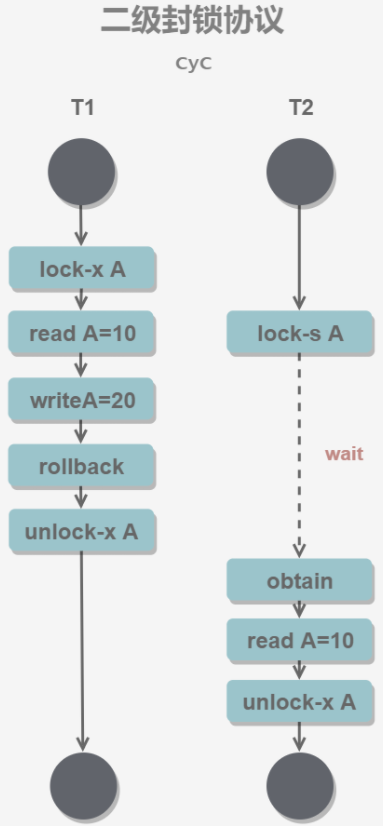 二级封锁协议
CyC
T1 T2
lock-x A
read A=10 lock-s A
writeA=20
wait
rollback
unlock-x A
obtain
read A=10
unlock-x A